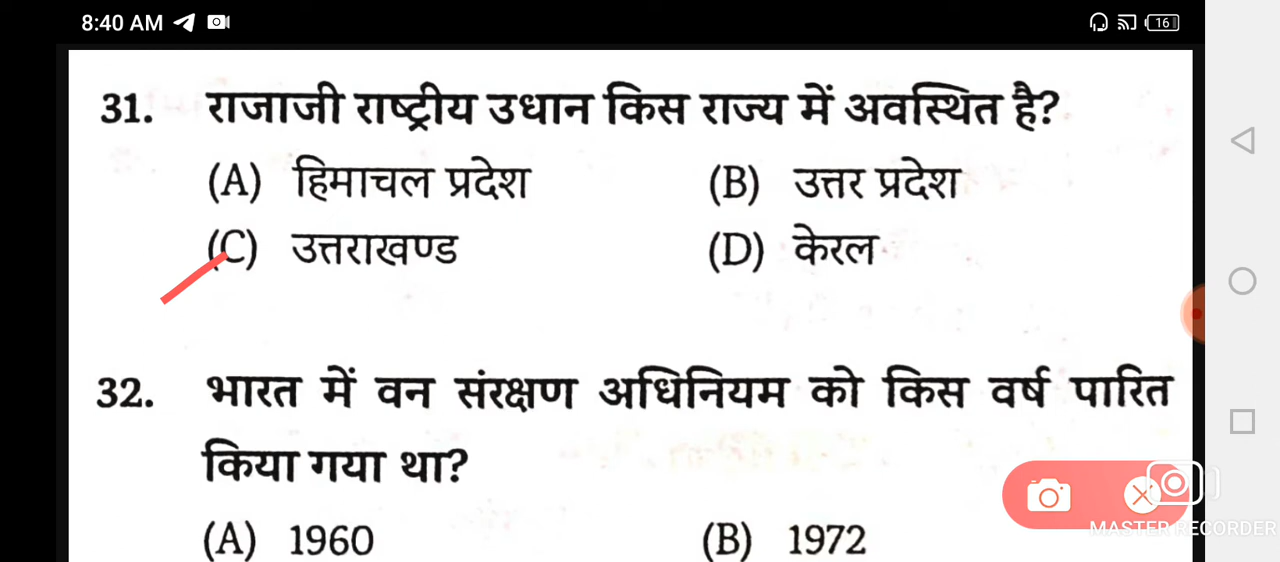 8:40 AM
16
31. राजाजी राष्ट्रीय उधान किस राज्य में अवस्थित है?
(A) हिमाचल प्रदेश (B) उत्तर प्रदेश
(C) उत्तराखण्ड (D) केरल
32. भारत में वन संरक्षण अधिनियम को किस वर्ष पारित
किया गया था?
MASTER RECORDER
(A) 1960 (B) 1972